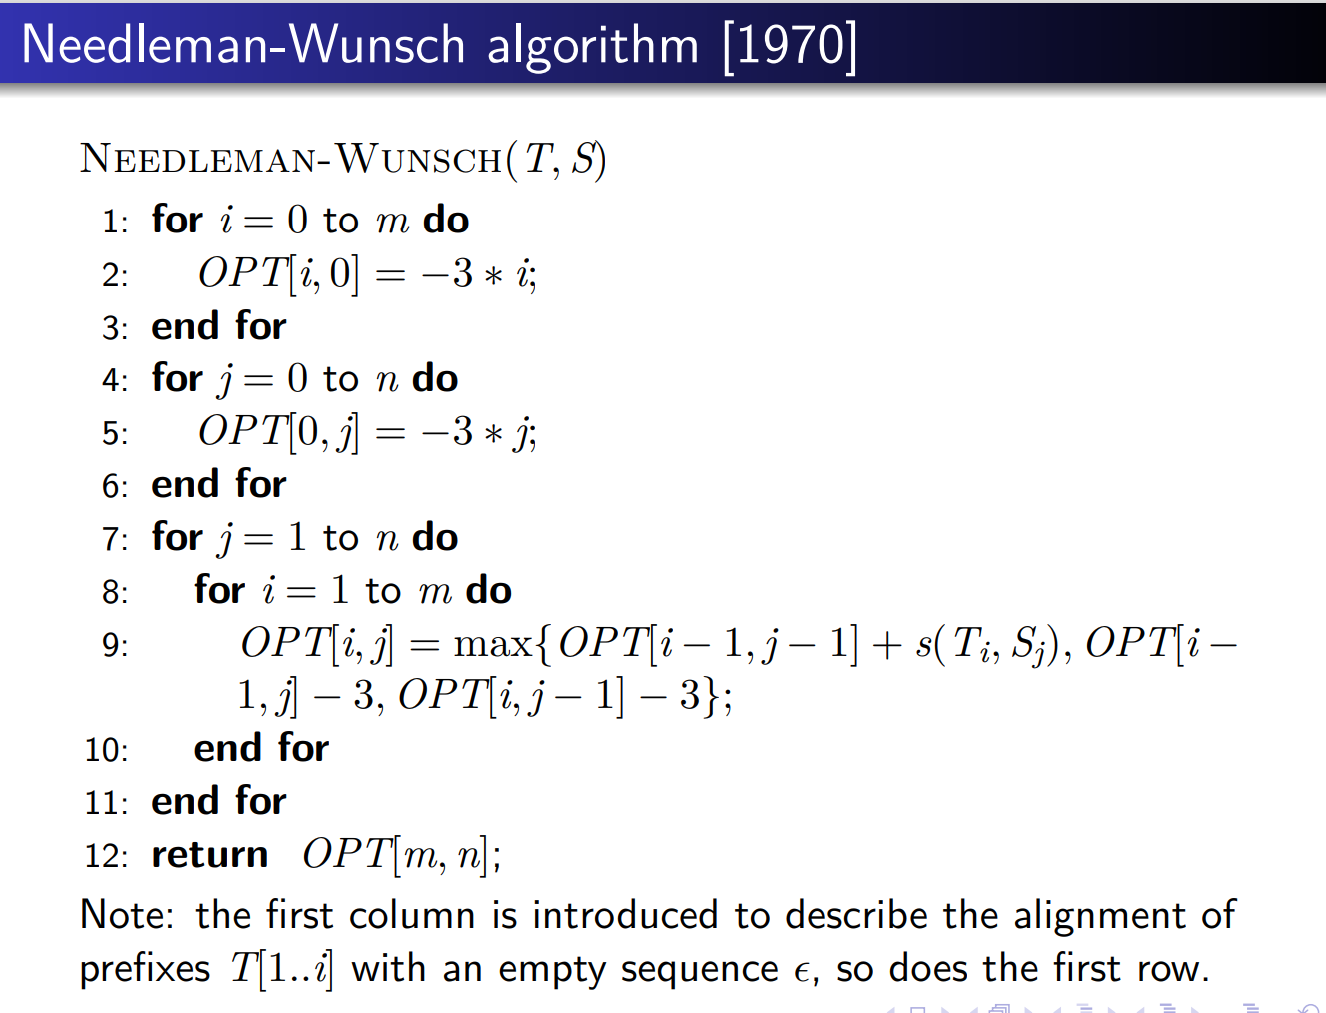 Needleman-Wunsch algorithm [1970]
NEEDLEMAN-WUNSCH(T, S)
1: for i = 0 to m do
2: OPT[i, 0] = −3 ∗ i;
3: end for
4: for j = 0 to n do
5: OPT[0, j] = −3 ∗ j;
6: end for
7: for j = 1 to n do
8: for i = 1 to m do
9: OPT[i, j] = max{OPT[i − 1, j − 1] + s(Tᵢ, Sⱼ), OPT[i −
1, j] − 3, OPT[i, j − 1] − 3};
10: end for
11: end for
12: return OPT[m, n];
Note: the first column is introduced to describe the alignment of
prefixes T[1..i] with an empty sequence ϵ, so does the first row.